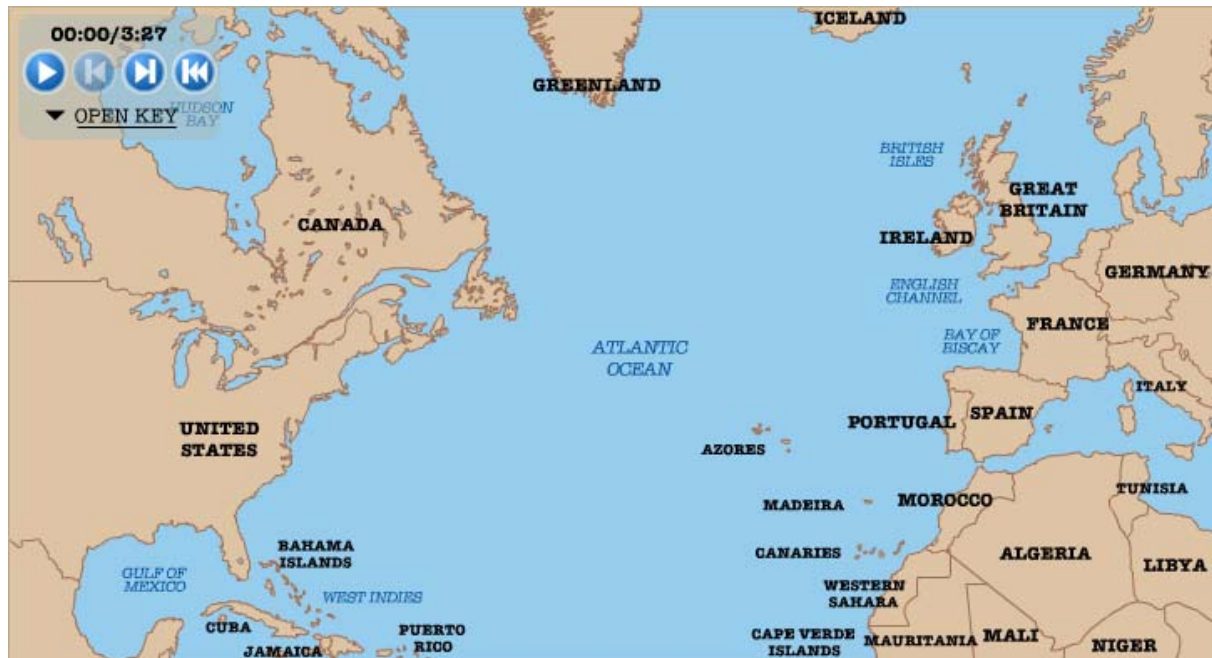 00:00/3:27
OPEN KEY
HUDSON
BAY
ICELAND
GREENLAND
BRITISH
ISLES
GREAT
BRITAIN
CANADA
IRELAND
GERMANY
ENGLISH
CHANNEL
FRANCE
BAY OF
BISCAY
ATLANTIC
OCEAN
ITALY
UNITED
STATES
PORTUGAL
SPAIN
AZORES
TUNISIA
MADEIRA
MOROCCO
BAHAMA
ISLANDS
CANARIES
ALGERIA
LIBYA
GULF OF
MEXICO
WEST INDIES
WESTERN
SAHARA
CUBA
PUERTO
RICO
JAMAICA
CAPE VERDE
ISLANDS
MAURITANIA
MALI
NIGER